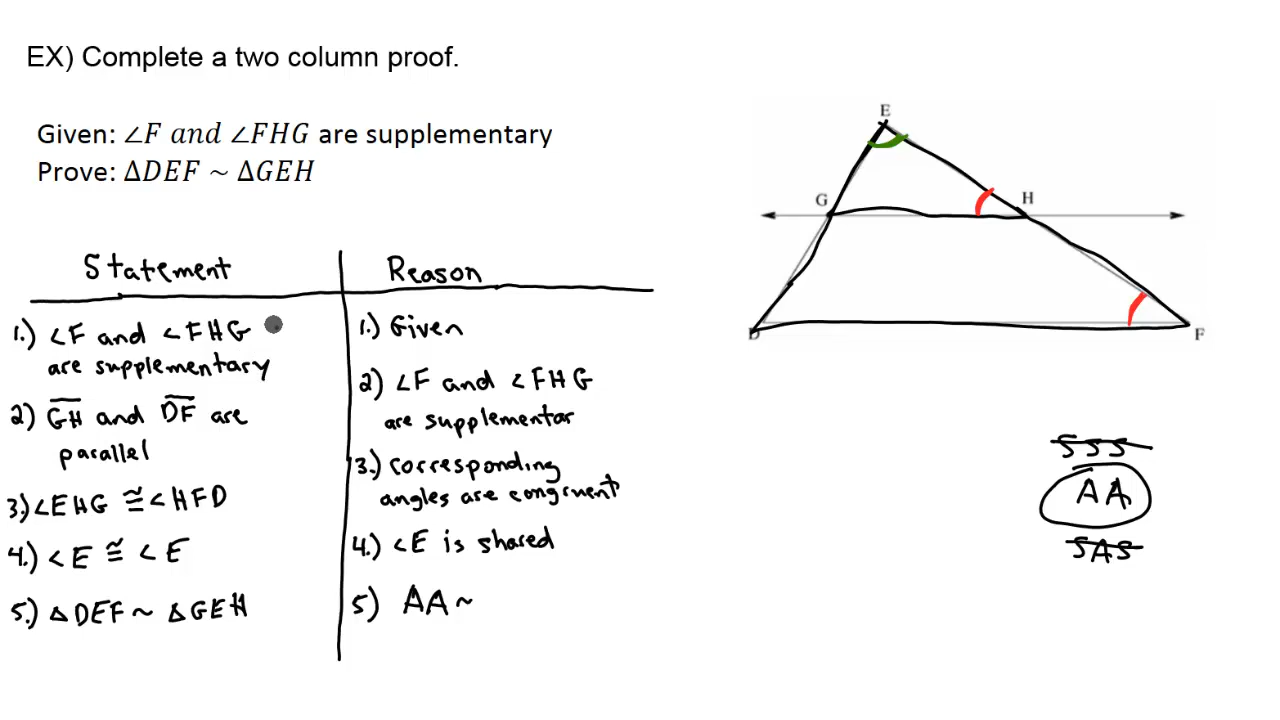 EX) Complete a two column proof.
Given: ∠F and ∠FHG are supplementary
Prove: ΔDEF ~ ΔGEH
Statement
Reason
1.) ∠F and ∠FHG
are supplementary
2) G̅H̅ and D̅F̅ are
parallel
3.) ∠EHG ≅ ∠HFD
4.) ∠E ≅ ∠E
5.) ΔDEF ~ ΔGEH
1.) Given
2) ∠F and ∠FHG
are supplementar
3.) corresponding
angles are congruent
4.) ∠E is shared
5) AA ~
E
G
H
D
F
SSS
AA
SAS